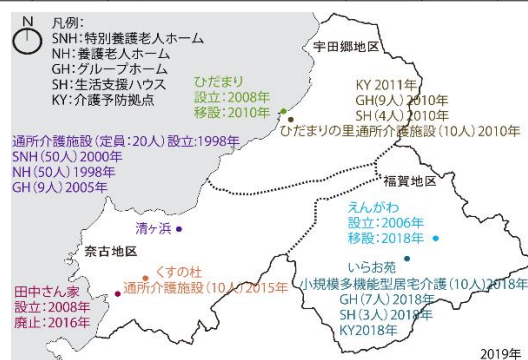 N
凡例：
SNH：特別養護老人ホーム
NH：養護老人ホーム
GH：グループホーム
SH：生活支援ハウス
KY：介護予防拠点
宇田郷地区
ひだまり
設立：2008年
移設：2010年
KY 2011年
GH(9人) 2010年
SH(4人) 2010年
ひだまりの里通所介護施設(10人) 2010年
通所介護施設(定員：20人) 設立:1998年
SNH(50人) 2000年
NH(50人) 1998年
GH(9人) 2005年
福賀地区
えんがわ
設立：2006年
移設：2018年
清ヶ浜
奈古地区
いらお苑
くすの杜
小規模多機能型居宅介護(10人)2018年
通所介護施設(10人) 2015年
GH(7人) 2018年
SH(3人) 2018年
KY2018年
田中さん家
設立：2008年
廃止：2016年
2019年